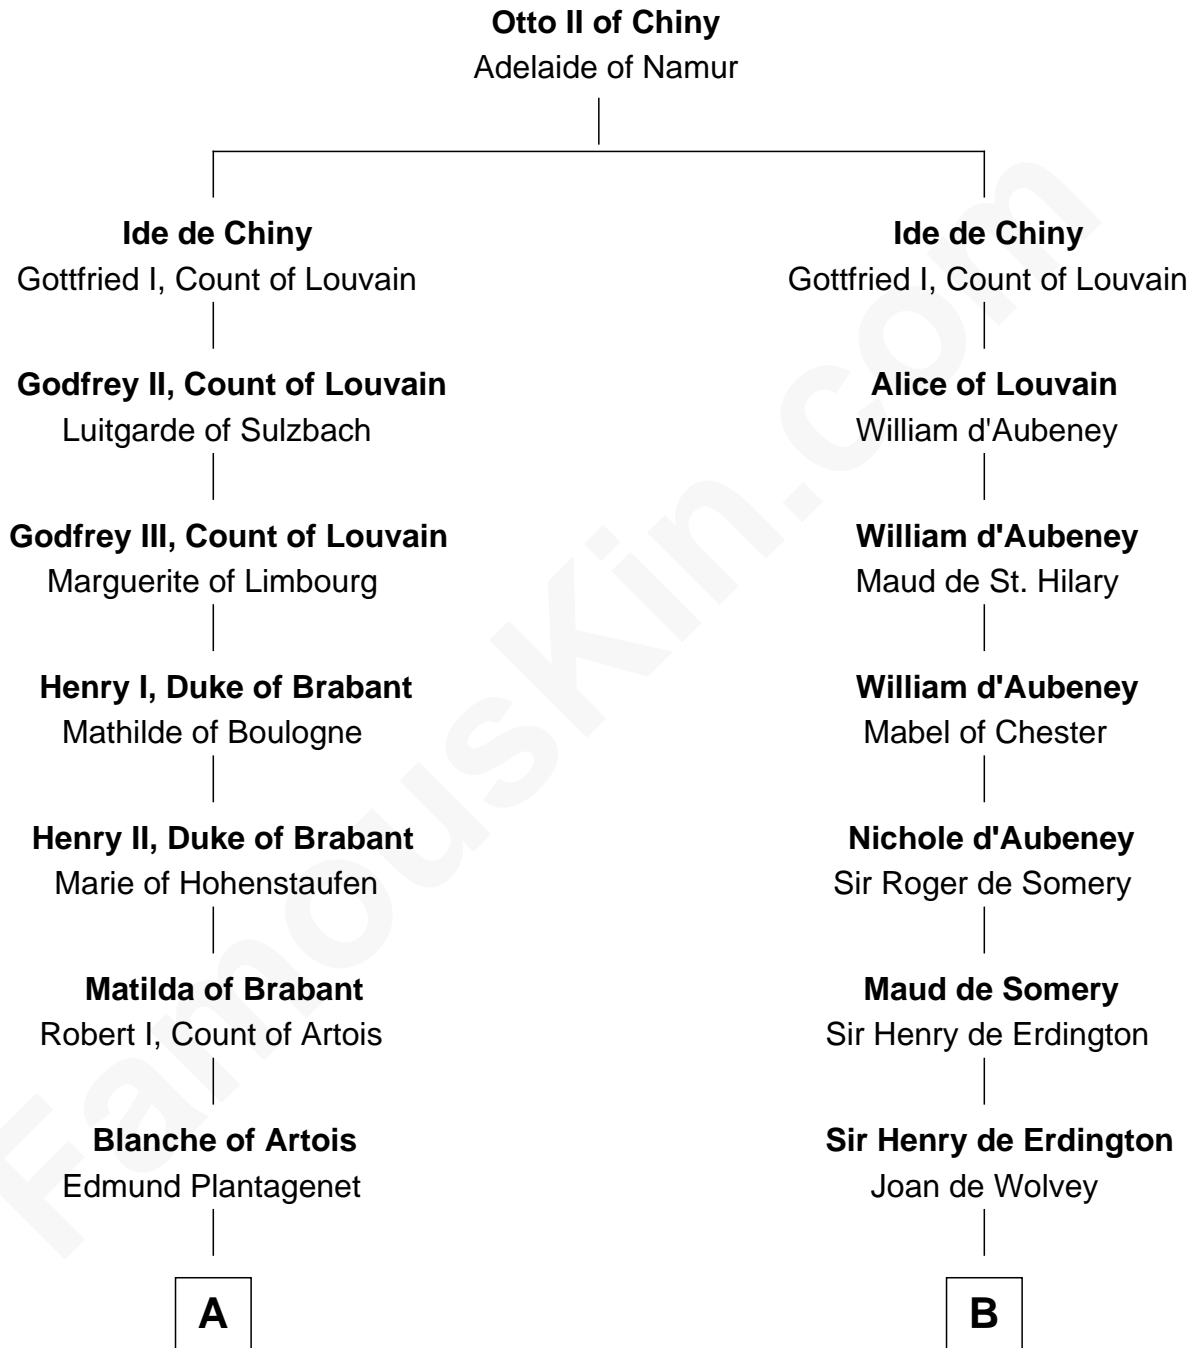 Otto II of Chiny
Adelaide of Namur
Ide de Chiny
Gottfried I, Count of Louvain
Godfrey II, Count of Louvain
Luitgarde of Sulzbach
Godfrey III, Count of Louvain
Marguerite of Limbourg
Henry I, Duke of Brabant
Mathilde of Boulogne
Henry II, Duke of Brabant
Marie of Hohenstaufen
Matilda of Brabant
Robert I, Count of Artois
Blanche of Artois
Edmund Plantagenet
A
Ide de Chiny
Gottfried I, Count of Louvain
Alice of Louvain
William d'Aubeney
William d'Aubeney
Maud de St. Hilary
William d'Aubeney
Mabel of Chester
Nichole d'Aubeney
Sir Roger de Somery
Maud de Somery
Sir Henry de Erdington
Sir Henry de Erdington
Joan de Wolvey
B
FamousKin.com